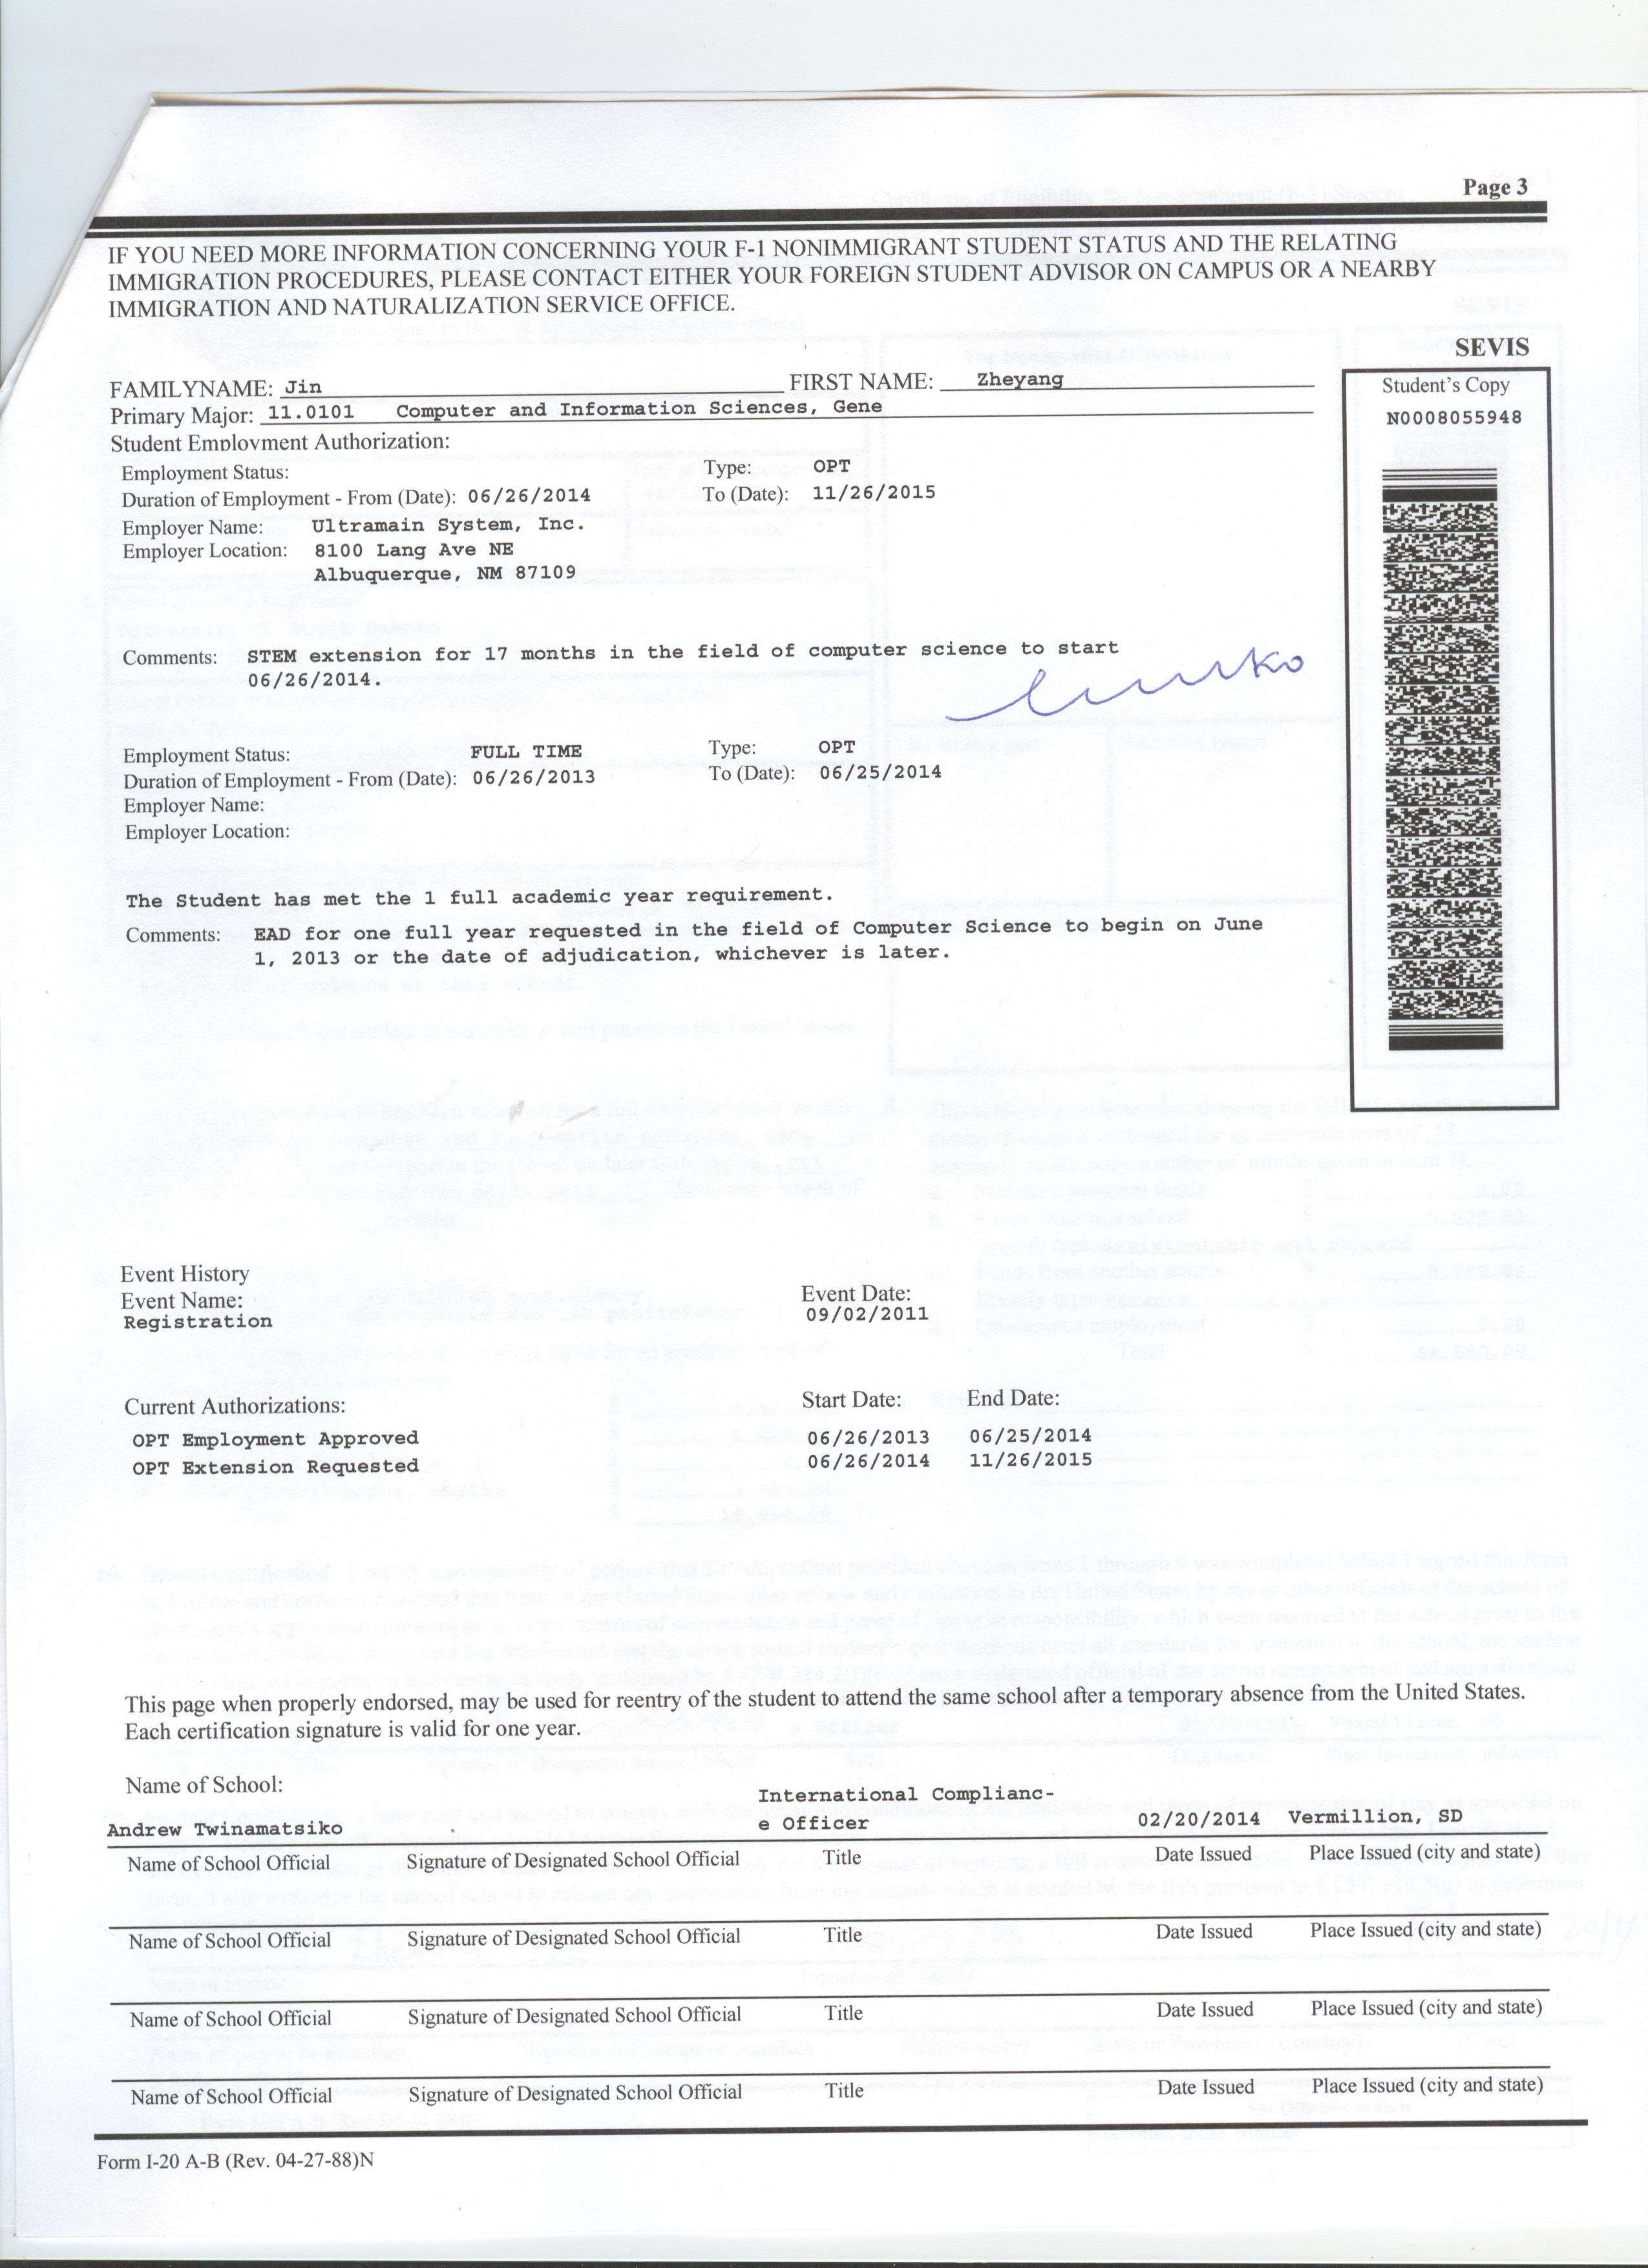 Page 3
IF YOU NEED MORE INFORMATION CONCERNING YOUR F-1 NONIMMIGRANT STUDENT STATUS AND THE RELATING
IMMIGRATION PROCEDURES, PLEASE CONTACT EITHER YOUR FOREIGN STUDENT ADVISOR ON CAMPUS OR A NEARBY
IMMIGRATION AND NATURALIZATION SERVICE OFFICE.
SEVIS
Student's Copy
N0008055948
FAMILYNAME: Jin FIRST NAME: Zheyang
Primary Major: 11.0101 Computer and Information Sciences, Gene
Student Employment Authorization:
Employment Status: Type: OPT
Duration of Employment - From (Date): 06/26/2014 To (Date): 11/26/2015
Employer Name: Ultramain System, Inc.
Employer Location: 8100 Lang Ave NE
Albuquerque, NM 87109
Comments: STEM extension for 17 months in the field of computer science to start
06/26/2014.
Employment Status: FULL TIME Type: OPT
Duration of Employment - From (Date): 06/26/2013 To (Date): 06/25/2014
Employer Name:
Employer Location:
The Student has met the 1 full academic year requirement.
Comments: EAD for one full year requested in the field of Computer Science to begin on June
1, 2013 or the date of adjudication, whichever is later.
Event History
Event Name: Event Date:
Registration 09/02/2011
Current Authorizations: Start Date: End Date:
OPT Employment Approved 06/26/2013 06/25/2014
OPT Extension Requested 06/26/2014 11/26/2015
This page when properly endorsed, may be used for reentry of the student to attend the same school after a temporary absence from the United States.
Each certification signature is valid for one year.
Name of School:
International Complianc-
Andrew Twinamatsiko e Officer 02/20/2014 Vermillion, SD
Name of School Official Signature of Designated School Official Title Date Issued Place Issued (city and state)
Name of School Official Signature of Designated School Official Title Date Issued Place Issued (city and state)
Name of School Official Signature of Designated School Official Title Date Issued Place Issued (city and state)
Name of School Official Signature of Designated School Official Title Date Issued Place Issued (city and state)
Form I-20 A-B (Rev. 04-27-88)N